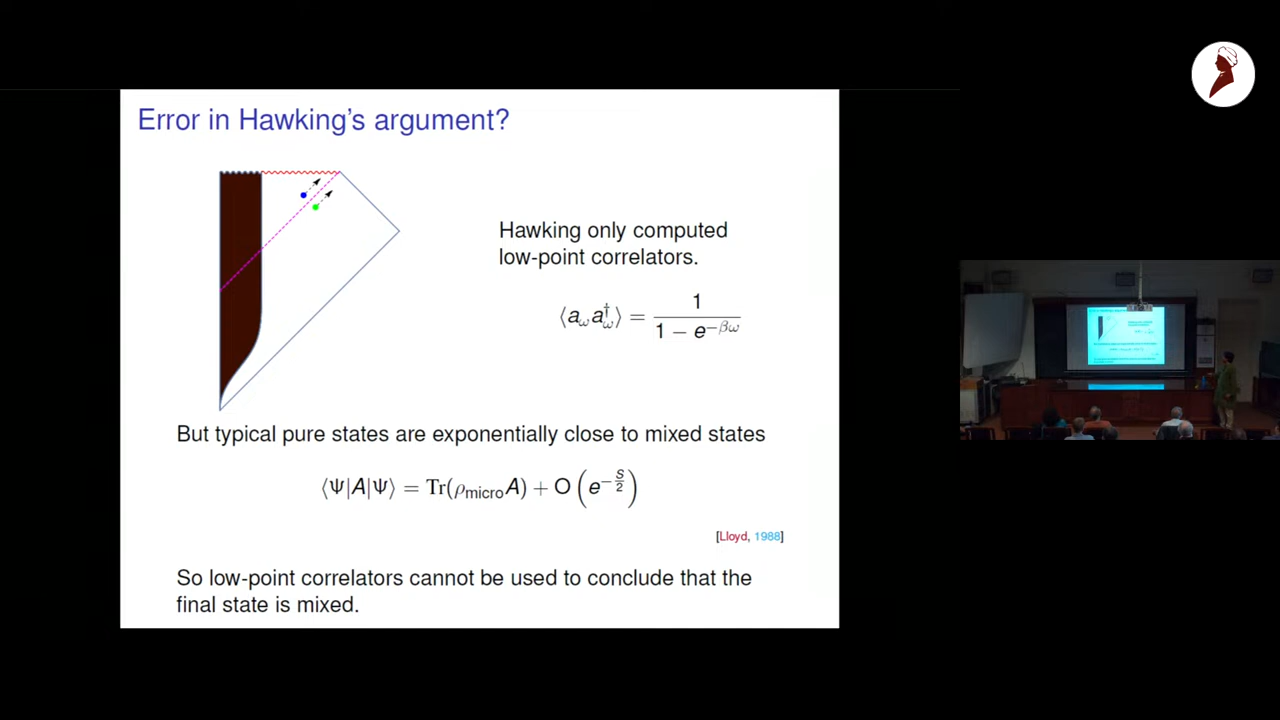 Error in Hawking's argument?
Hawking only computed
low-point correlators.
⟨a_ω a_ω^†⟩ = 1 / (1 − e^{−βω})
But typical pure states are exponentially close to mixed states
⟨Ψ|A|Ψ⟩ = Tr(ρ_micro A) + O(e^{−S/2})
[Lloyd, 1988]
So low-point correlators cannot be used to conclude that the
final state is mixed.